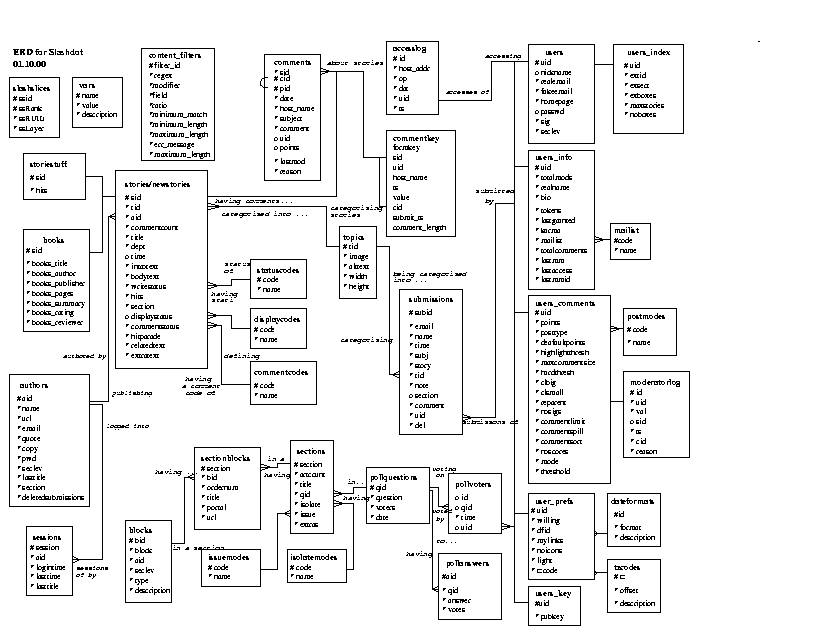 ERD for Slashdot
01.10.00
slashslices
# ssid
* ssRank
* ssRUID
* ssLayer
vars
# name
* value
* description
content_filters
# filter_id
* regex
* modifier
* field
* ratio
* minimum_match
* minimum_length
* maximum_length
* err_message
* maximum_length
comments
* sid
# cid
* pid
* date
* host_name
* subject
* comment
o uid
o points
* lastmod
* reason
about stories
accesslog
# id
* host_addr
* op
* dat
* uid
* ts
accessing
accesses of
users
# uid
o nickname
* realemail
* fakeemail
* homepage
o passwd
* sig
* seclev
users_index
# uid
* extid
* exsect
* exboxes
* maxstories
* noboxes
commentkey
formkey
sid
uid
host_name
ts
value
cid
submit_ts
comment_length
storiestuff
# sid
* hits
stories/newstories
# sid
* tid
* aid
* commentcount
* title
* dept
o time
* introtext
* bodytext
* writestatus
* hits
* section
o displaystatus
* commentstatus
* hitparade
* relatedtext
* extratext
having comments...
categorised into ...
categorising
stories
users_info
# uid
* totalmods
* realname
* bio
* tokens
* lastgranted
* karma
* maillist
* totalcomments
* lastmm
* lastaccess
* lastmmid
submitted
by
maillist
#code
* name
books
# sid
* books_title
* books_author
* books_publisher
* books_pages
* books_summary
* books_rating
* books_reviewer
topics
# tid
* image
* alttext
* width
* height
status
of
statuscodes
# code
* name
having
being categorised
into ...
displaycodes
# code
* name
submissions
# subid
* email
* name
* time
* subj
* story
* tid
* note
o section
* comment
* uid
* del
categorising
users_comments
# uid
* points
* posttype
* defaultpoints
* highlightthresh
* maxcommentsize
* hardthresh
* clbig
* clsmall
* reparent
* nosigs
* commentlimit
* commentspill
* commentsort
* noscores
* mode
* threshold
postmodes
# code
* name
authored by
defining
commentcodes
# code
* name
having
a comment
code of
publishing
authors
# aid
* name
* url
* email
* quote
* copy
* pwd
* seclev
* lasttitle
* section
* deletedsubmissions
logged into
moderatorlog
# id
* uid
* val
o sid
* ts
* cid
* reason
submissions of
sectionblocks
# section
* bid
* ordernum
* title
* portal
* url
having ...
in a
having
sections
# section
* artcount
* title
* qid
* isolate
* issue
* extras
in...
having
pollquestions
# qid
* question
* voters
* date
voting
on
voted
by
pollvoters
o id
o qid
* time
o uid
to...
having
users_prefs
# uid
* willing
* dfid
* mylinks
* noicons
* light
* tzcode
dateformats
#id
* format
* description
sessions
# session
* aid
* logintime
* lasttime
* lasttitle
sessions
of by
blocks
# bid
* block
* aid
* seclev
* type
* description
in a section
issuemodes
# code
* name
isolatemodes
# code
* name
pollanswers
#aid
* qid
* answer
* votes
users_key
#uid
* pubkey
tzcodes
# tz
* offset
* description